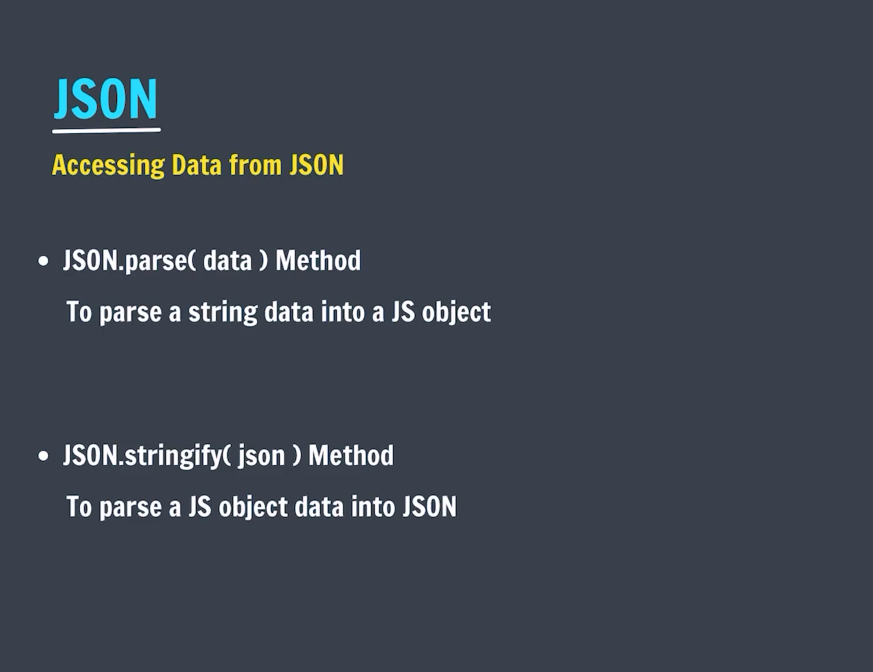 JSON
Accessing Data from JSON
• JSON.parse( data ) Method
To parse a string data into a JS object
• JSON.stringify( json ) Method
To parse a JS object data into JSON